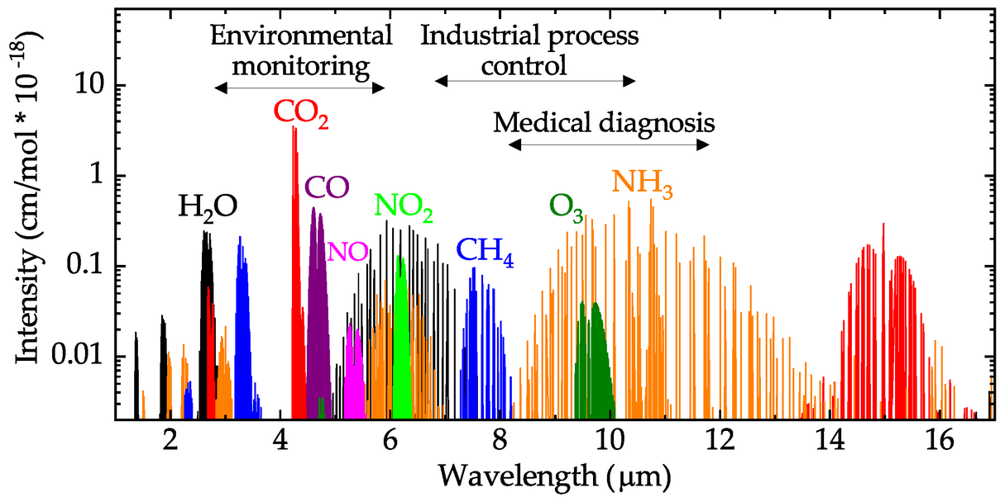 Environmental
monitoring
Industrial process
control
Medical diagnosis
CO₂
CO
H₂O
NO₂
NO
CH₄
O₃
NH₃
10
1
0.1
0.01
Intensity (cm/mol * 10⁻¹⁸)
2 4 6 8 10 12 14 16
Wavelength (μm)